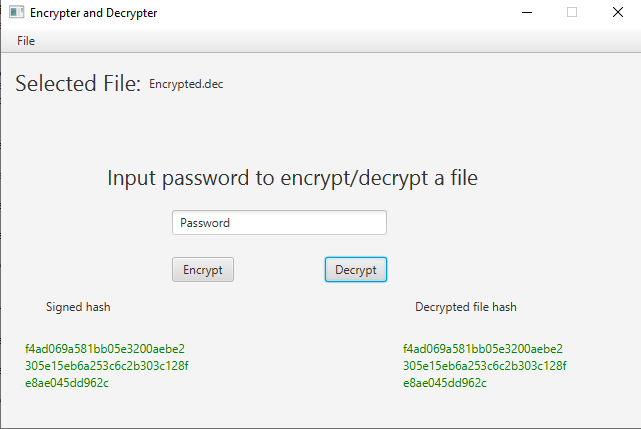 Encrypter and Decrypter
File
Selected File: Encrypted.dec
Input password to encrypt/decrypt a file
Password
Encrypt Decrypt
Signed hash Decrypted file hash
f4ad069a581bb05e3200aebe2 f4ad069a581bb05e3200aebe2
305e15eb6a253c6c2b303c128f 305e15eb6a253c6c2b303c128f
e8ae045dd962c e8ae045dd962c